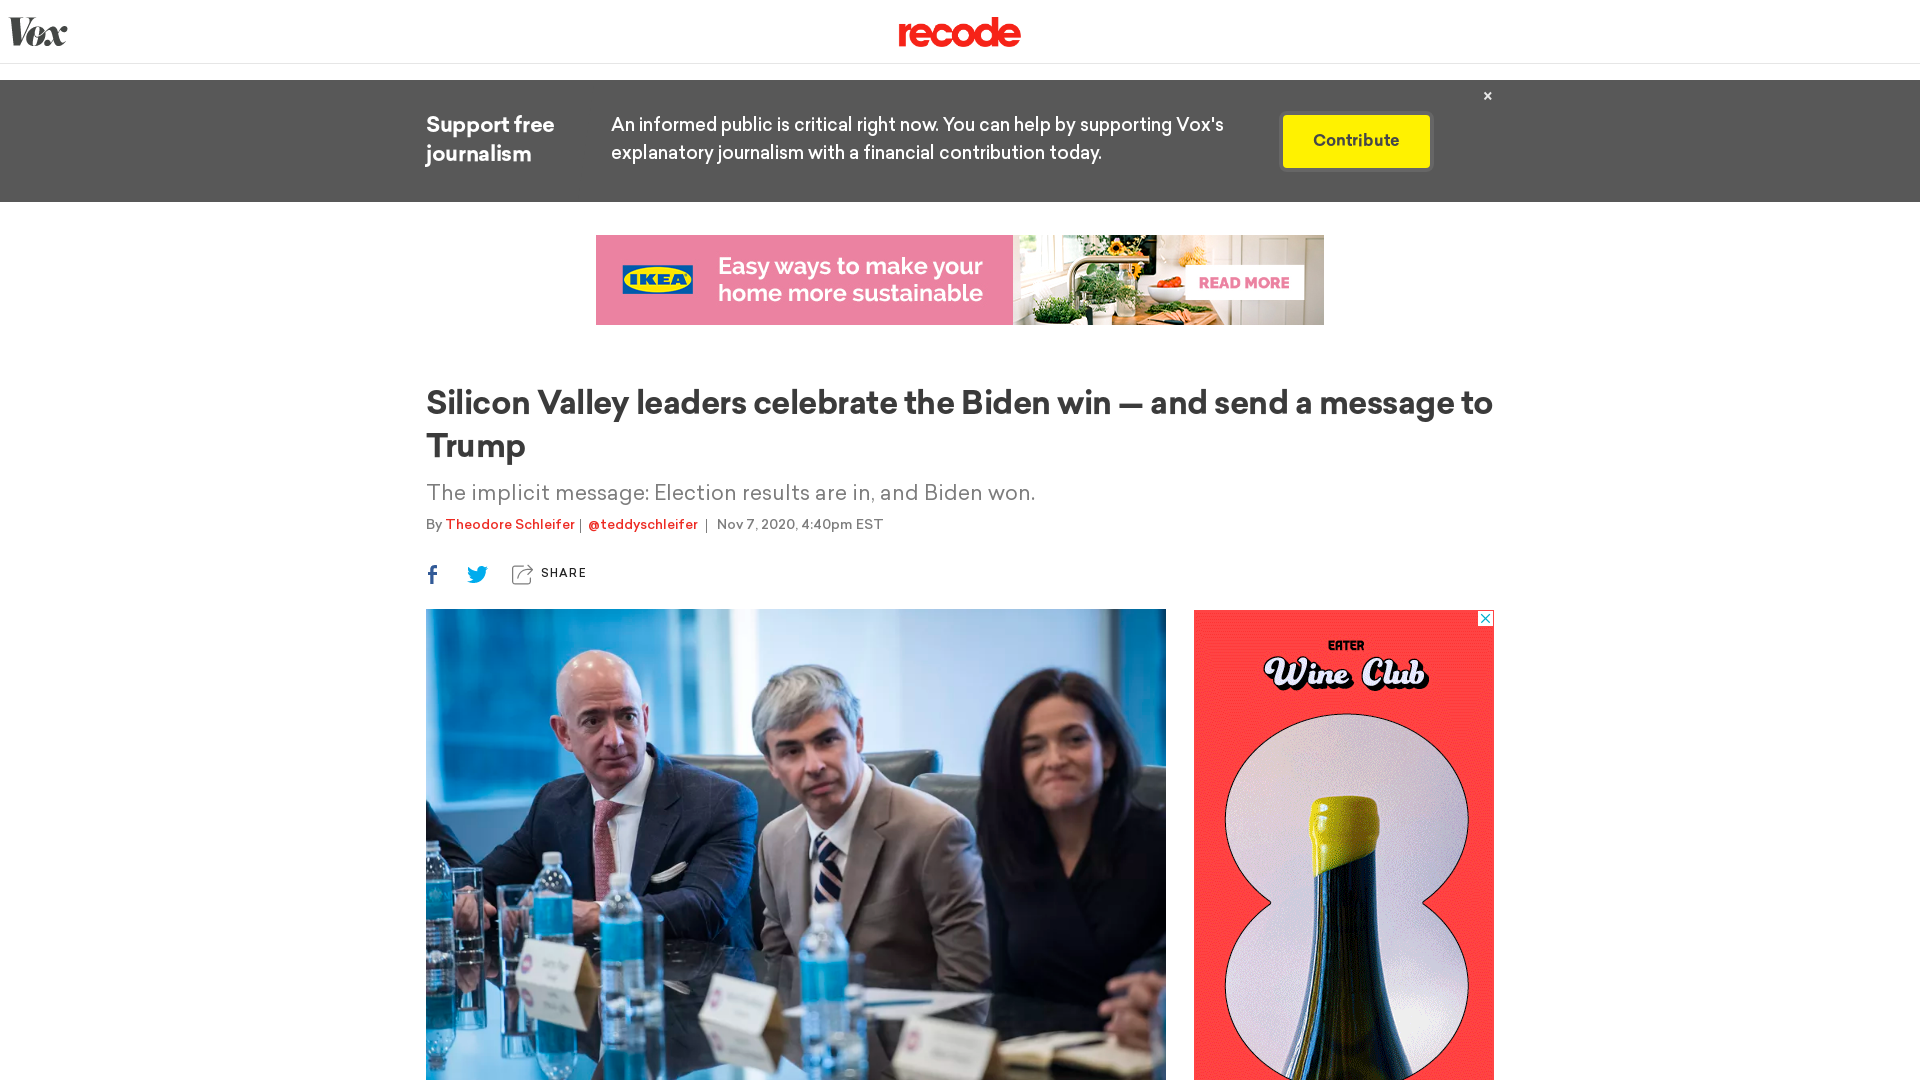 Vox
recode
×
Support free
journalism
An informed public is critical right now. You can help by supporting Vox's
explanatory journalism with a financial contribution today.
Contribute
IKEA
Easy ways to make your
home more sustainable
READ MORE
Silicon Valley leaders celebrate the Biden win — and send a message to
Trump
The implicit message: Election results are in, and Biden won.
By Theodore Schleifer | @teddyschleifer | Nov 7, 2020, 4:40pm EST
SHARE
EATER
Wine Club